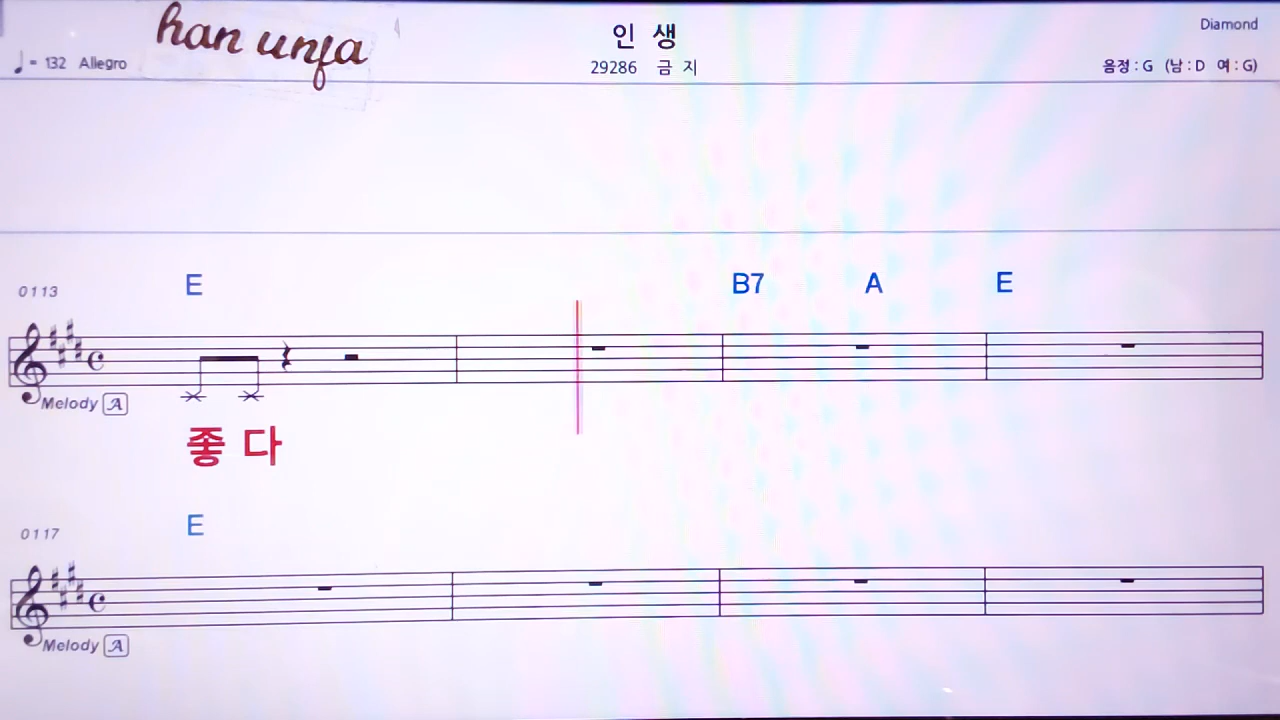 han unfa
인 생
Diamond
♩= 132 Allegro
29286 금 지
음정 : G (남 : D 여 : G)
0113
E
B7
A
E
Melody A
좋 다
0117
E
Melody A